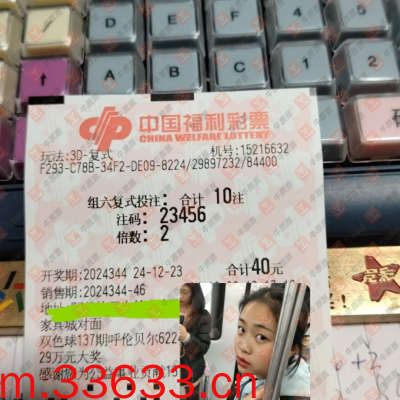 D
E
F
A
B
C
中国福利彩票
CHINA WELFARE LOTTERY
玩法:3D-复式 机号:15216632
F293-C78B-34F2-DE09-8224/29897232/84400
组六复式投注: 合计 10注
注码: 23456
倍数: 2
开奖期:2024344 24-12-23 合计40元
销售期:2024344-46
家具城对面
双色球137期呼伦贝尔622
29万元大奖
m.33633.cn